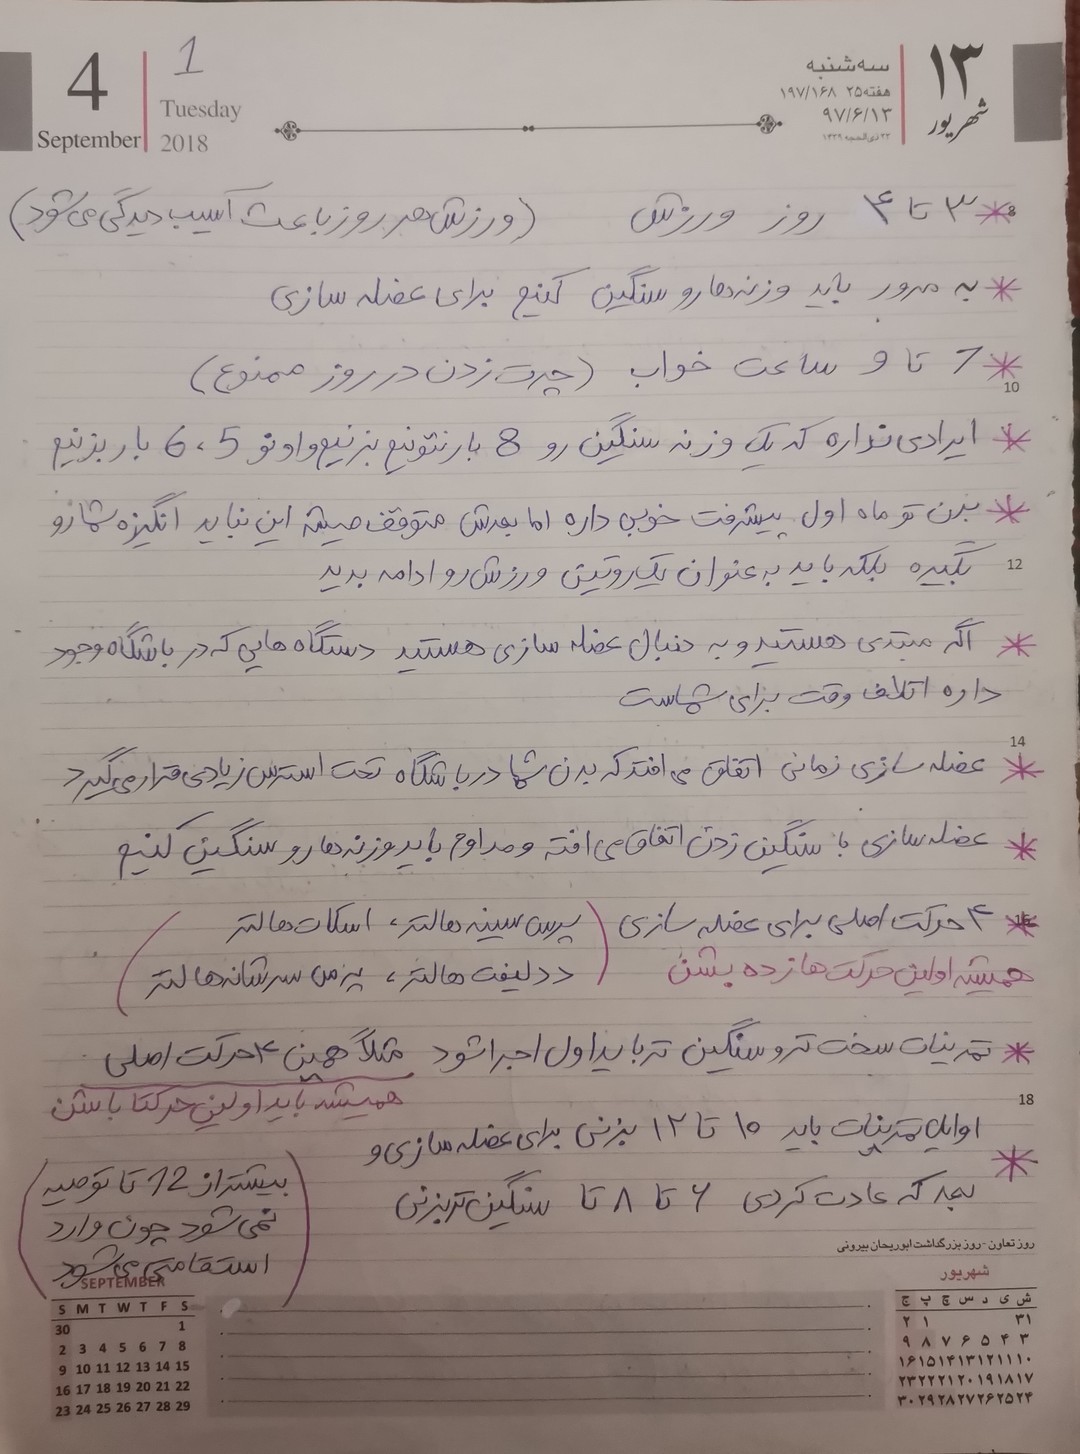 4
September
1
Tuesday
2018
۱۳
شهریور
سه‌شنبه
هفته ۲۵ ۱۹۷/۱۶۸
۹۷/۶/۱۳
۲۳ ذی‌الحجه ۱۴۳۹
8 * ۳ تا ۴ روز ورزش (ورزش هر روز باعث آسیب دیدگی می‌شود)
* به مرور باید وزنه‌ها رو سنگین کنیم برای عضله سازی
* 7 تا 9 ساعت خواب (چرت زدن در روز ممنوع)
10
* ایرادی نداره که یک وزنه سنگین رو 8 بار نتونیم بزنیم و اونو 5، 6 بار بزنیم
* بدن تو ماه اول پیشرفت خوبی داره اما بعدش متوقف میشه این نباید انگیزه شما رو
12 بگیره بلکه باید به عنوان یک روتین ورزش رو ادامه بدید
* اگه مبتدی هستید و به دنبال عضله سازی هستید دستگاه هایی که در باشگاه وجود
داره اتلاف وقت برای شماست
14
* عضله سازی زمانی اتفاق می افتد که بدن شما در باشگاه تحت استرس زیادی قرار می‌گیرد
* عضله سازی با سنگین زدن اتفاق می افته و مداوم باید وزنه‌ها رو سنگین کنیم
16 * ۴ حرکت اصلی برای عضله سازی (پرس سینه هالتر، اسکات هالتر
ددلیفت هالتر، پرس سرشانه هالتر)
همیشه اولین حرکت ها زده بشن
* تمرینات سخت تر و سنگین تر باید اول اجرا شود مثلاً همین ۴ حرکت اصلی
همیشه باید اولین حرکتا باشن
18
* اوایل تمرینات باید ۱۰ تا ۱۲ بزنی برای عضله سازی و
بعد که عادت کردی ۶ تا ۸ تا سنگین تر بزنی
(بیشتر از 12 تا توصیه
نمی شود چون وارد
استقامتی می‌شود)
روز تعاون - روز بزرگداشت ابوریحان بیرونی
SEPTEMBER
S M T W T F S
30 1
2 3 4 5 6 7 8
9 10 11 12 13 14 15
16 17 18 19 20 21 22
23 24 25 26 27 28 29
شهریور
ش ی د س چ پ ج
۳۱ ۱ ۲
۳ ۴ ۵ ۶ ۷ ۸ ۹
۱۰ ۱۱ ۱۲ ۱۳ ۱۴ ۱۵ ۱۶
۱۷ ۱۸ ۱۹ ۲۰ ۲۱ ۲۲ ۲۳
۲۴ ۲۵ ۲۶ ۲۷ ۲۸ ۲۹ ۳۰